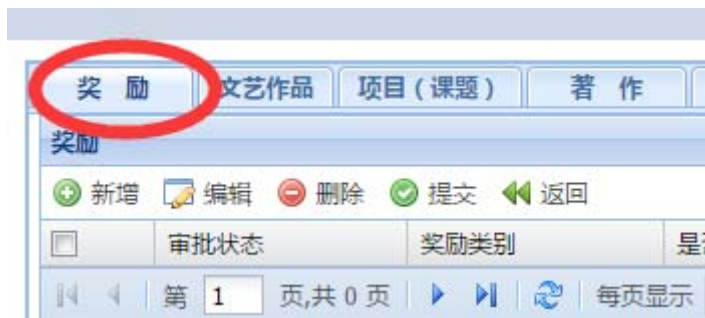 奖 励 文艺作品 项目(课题) 著 作
奖励
新增 编辑 删除 提交 返回
审批状态 奖励类别
第 1 页,共 0 页 每页显示